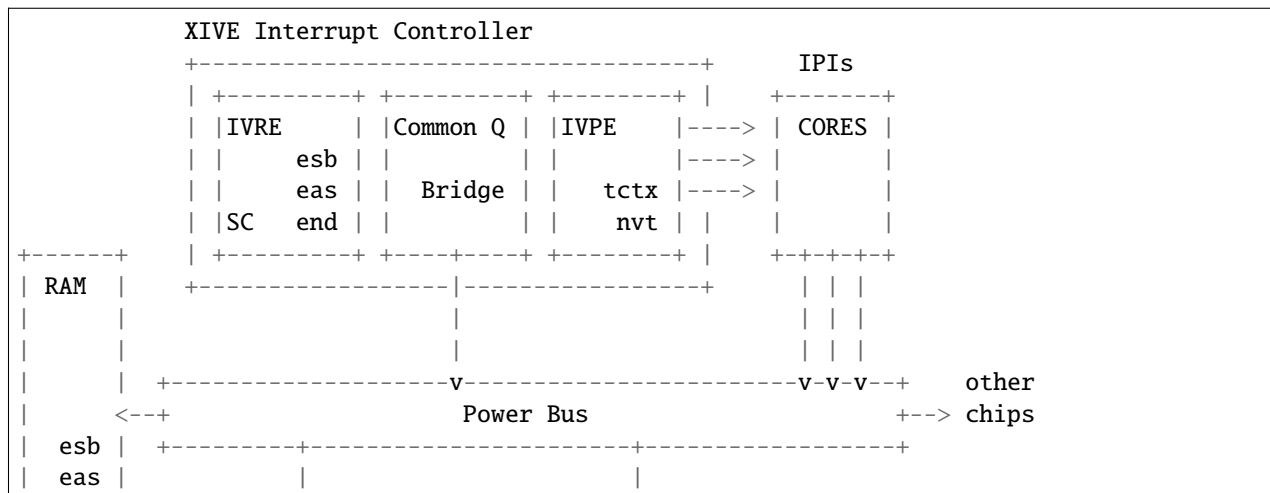 XIVE Interrupt Controller
+------------------------------------+      IPIs
| +---------+ +---------+ +--------+ |    +-------+
| |IVRE     | |Common Q | |IVPE    |----> | CORES |
| |     esb | |         | |        |----> |       |
| |     eas | |  Bridge | |   tctx |----> |       |
| |SC   end | |         | |    nvt | |    |       |
+------+    | +---------+ +----+----+ +--------+ |    +-+-+-+-+
| RAM  |    +------------------|-----------------+      | | |
|      |                       |                        | | |
|      |                       |                        | | |
|      |  +--------------------v------------------------v-v-v--+    other
|      <--+                     Power Bus                      +--> chips
|  esb |  +---------+-----------------------+------------------+
|  eas |            |                       |